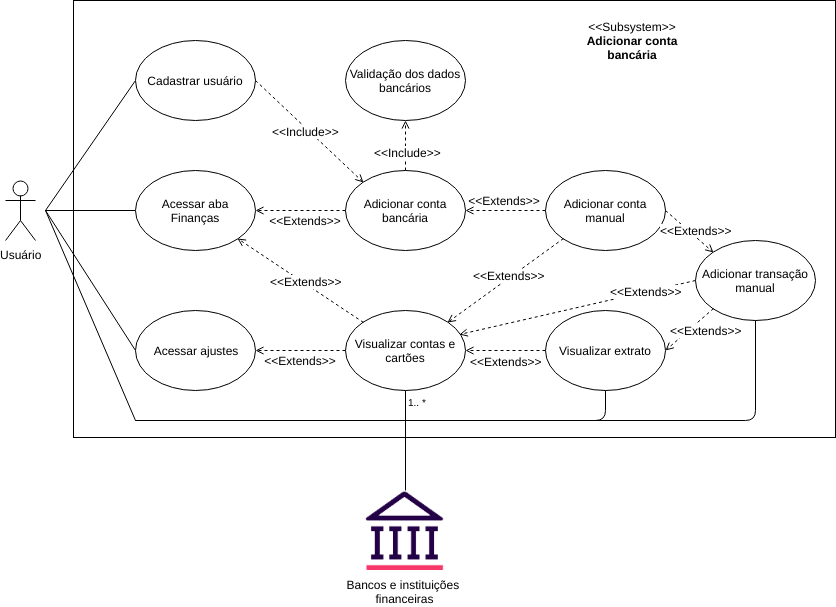 <<Subsystem>>
Adicionar conta
bancária
Cadastrar usuário
Validação dos dados
bancários
<<Include>>
<<Include>>
Acessar aba
Finanças
<<Extends>>
Adicionar conta
bancária
<<Extends>>
Adicionar conta
manual
<<Extends>>
Usuário
<<Extends>>
<<Extends>>
<<Extends>>
Adicionar transação
manual
Acessar ajustes
<<Extends>>
Visualizar contas e
cartões
<<Extends>>
Visualizar extrato
<<Extends>>
1.. *
Bancos e instituições
financeiras